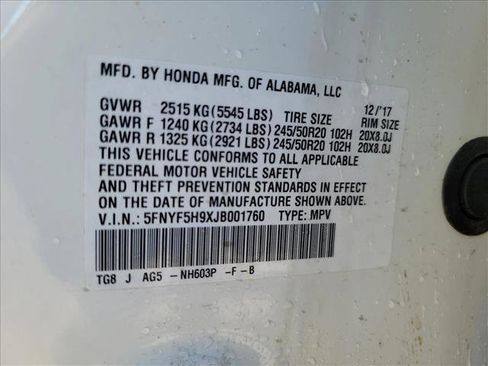 MFD. BY HONDA MFG. OF ALABAMA, LLC
12/'17
GVWR 2515 KG(5545 LBS) TIRE SIZE RIM SIZE
GAWR F 1240 KG(2734 LBS) 245/50R20 102H 20X8.0J
GAWR R 1325 KG(2921 LBS) 245/50R20 102H 20X8.0J
THIS VEHICLE CONFORMS TO ALL APPLICABLE
FEDERAL MOTOR VEHICLE SAFETY
AND THEFT PREVENTION STANDARDS IN EFFECT
ON THE DATE OF MANUFACTURE SHOWN ABOVE.
V.I.N.: 5FNYF5H9XJB001760 TYPE: MPV
TG8 J AG5 -NH603P -F-B